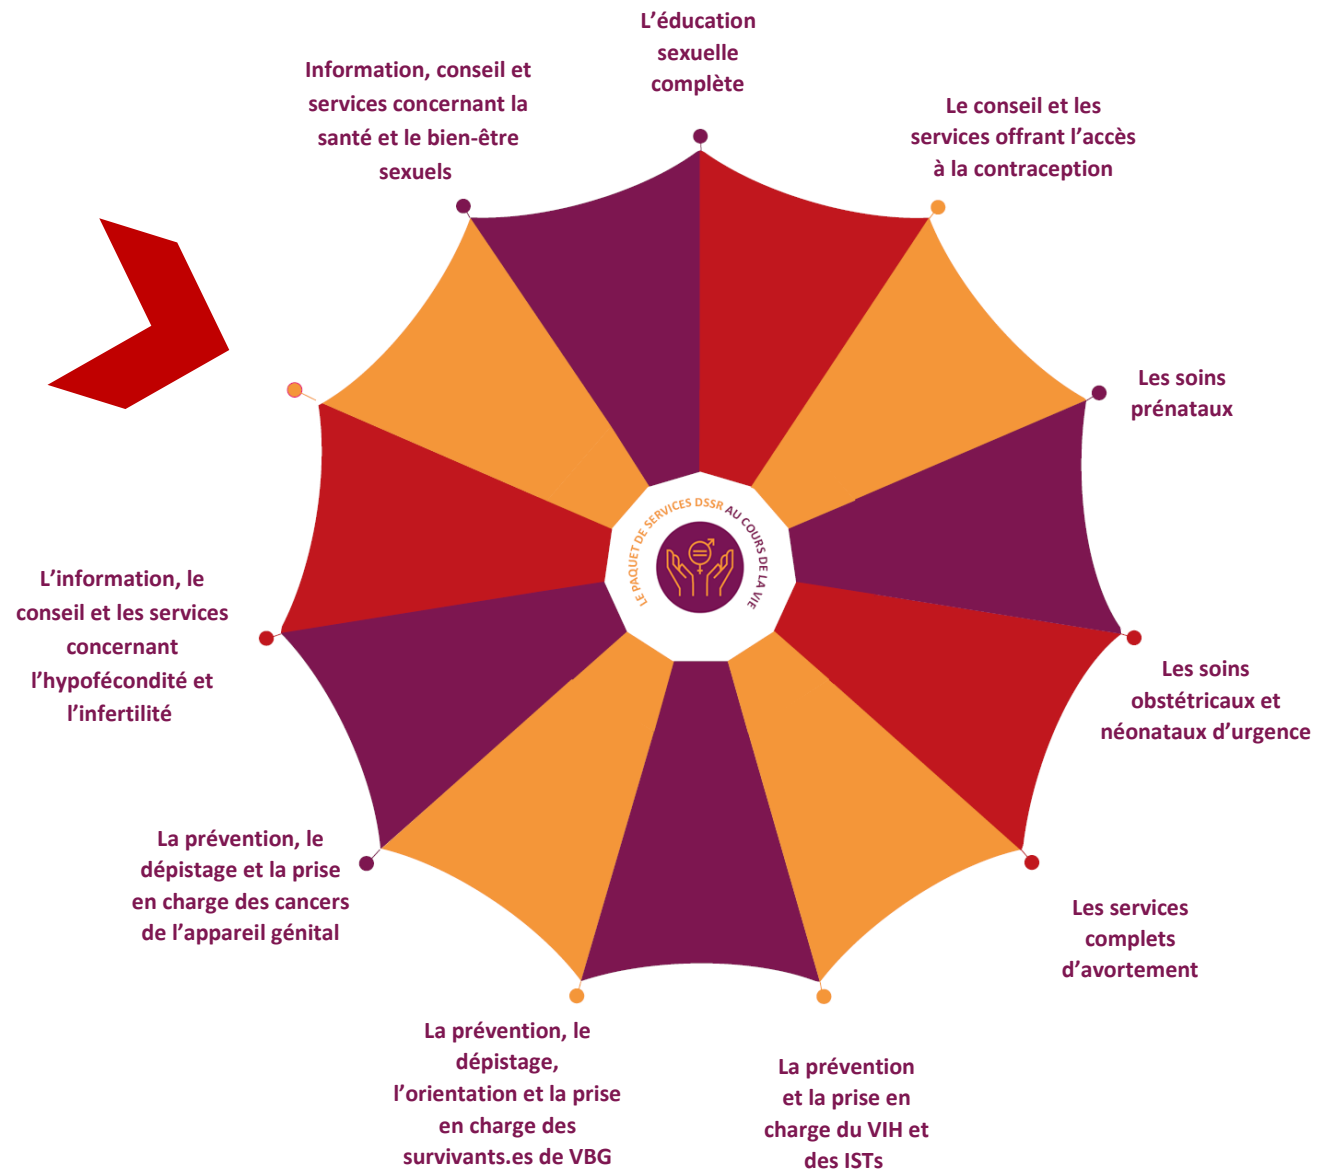 L’éducation
sexuelle
complète
Information, conseil et
services concernant la
santé et le bien-être
sexuels
Le conseil et les
services offrant l’accès
à la contraception
Les soins
prénataux
LE PAQUET DE SERVICES DSSR AU COURS DE LA VIE
L’information, le
conseil et les services
concernant
l’hypofécondité et
l’infertilité
Les soins
obstétricaux et
néonataux d’urgence
La prévention, le
dépistage et la prise
en charge des cancers
de l’appareil génital
Les services
complets
d’avortement
La prévention, le
dépistage,
l’orientation et la prise
en charge des
survivants.es de VBG
La prévention
et la prise en
charge du VIH et
des ISTs